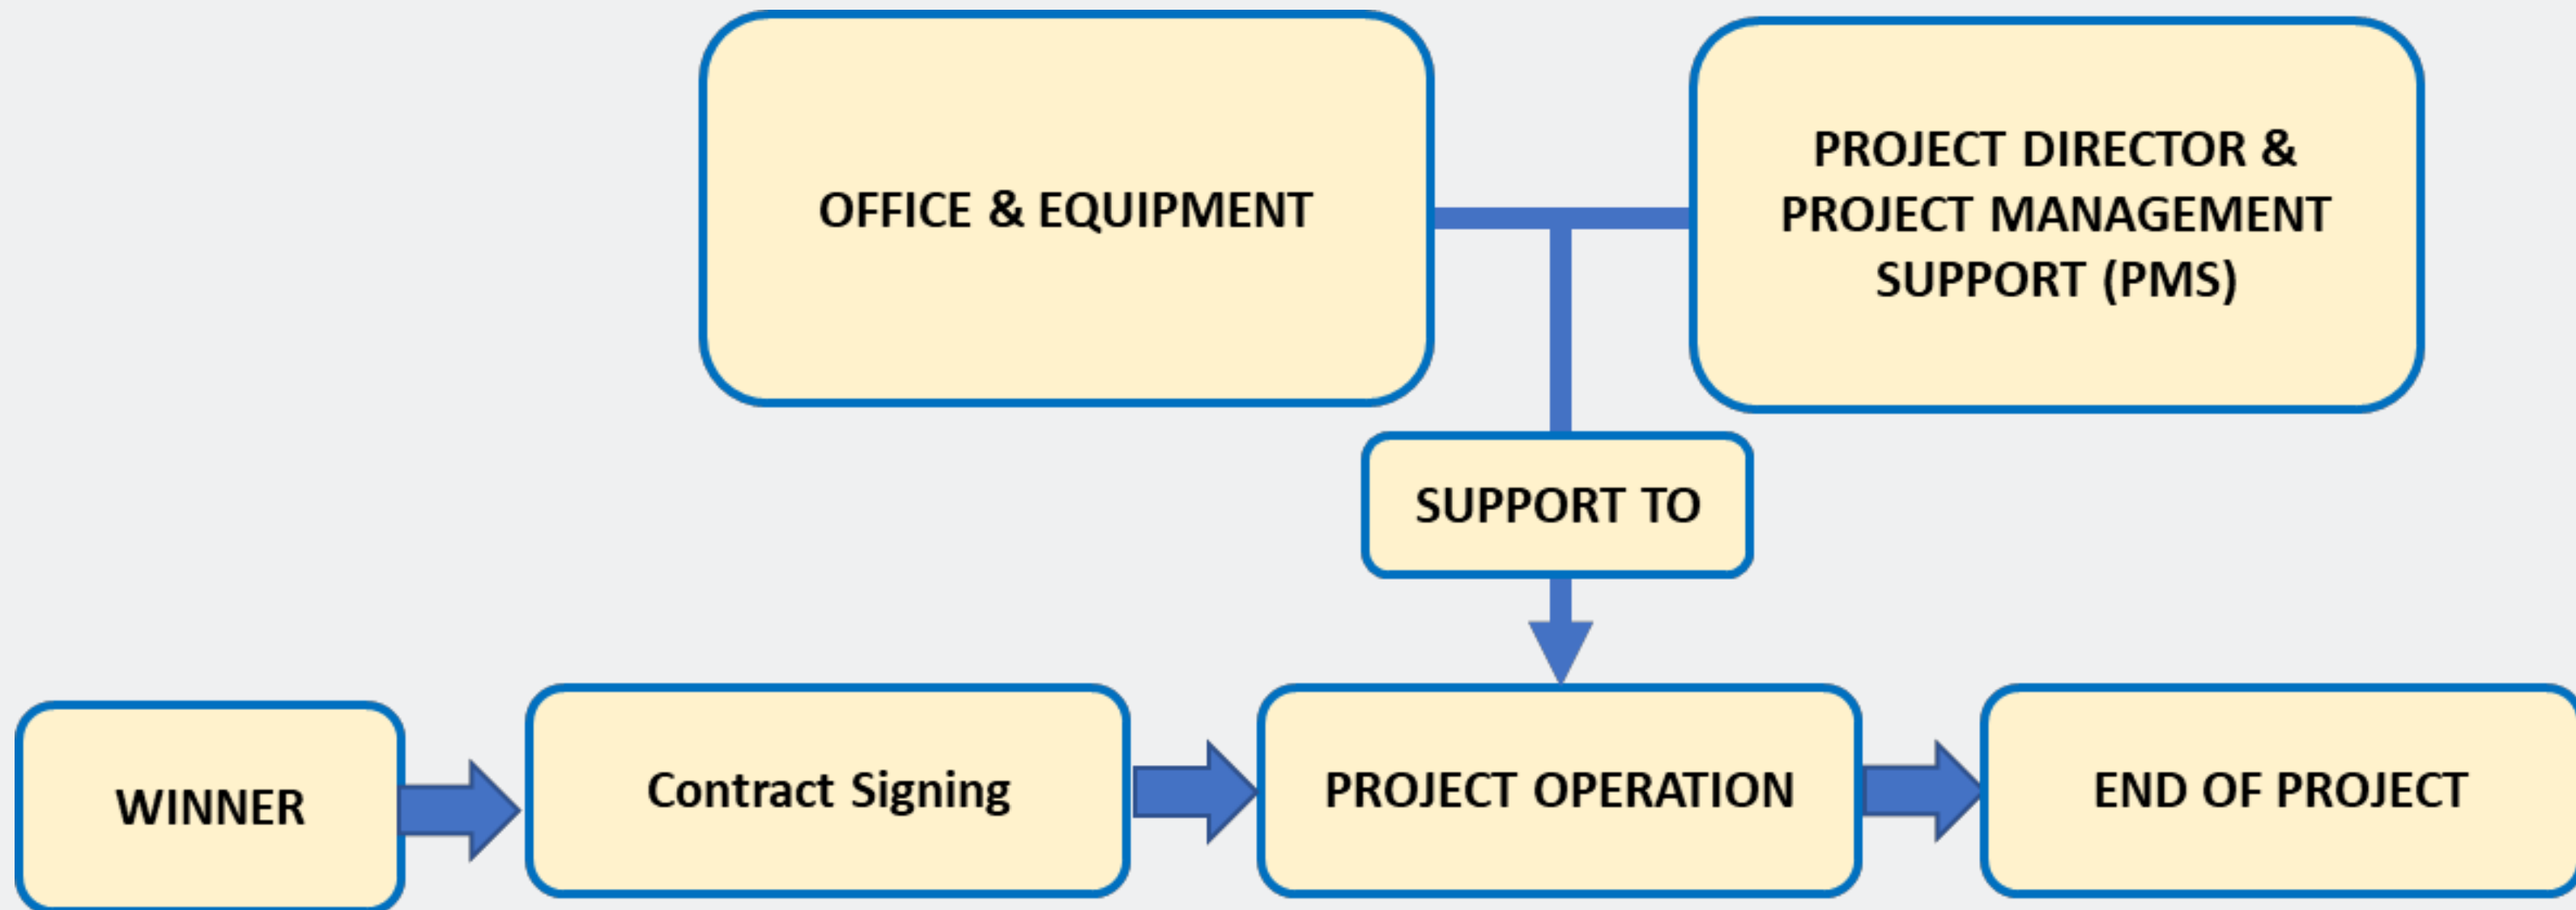 OFFICE & EQUIPMENT
PROJECT DIRECTOR &
PROJECT MANAGEMENT
SUPPORT (PMS)
SUPPORT TO
WINNER
Contract Signing
PROJECT OPERATION
END OF PROJECT